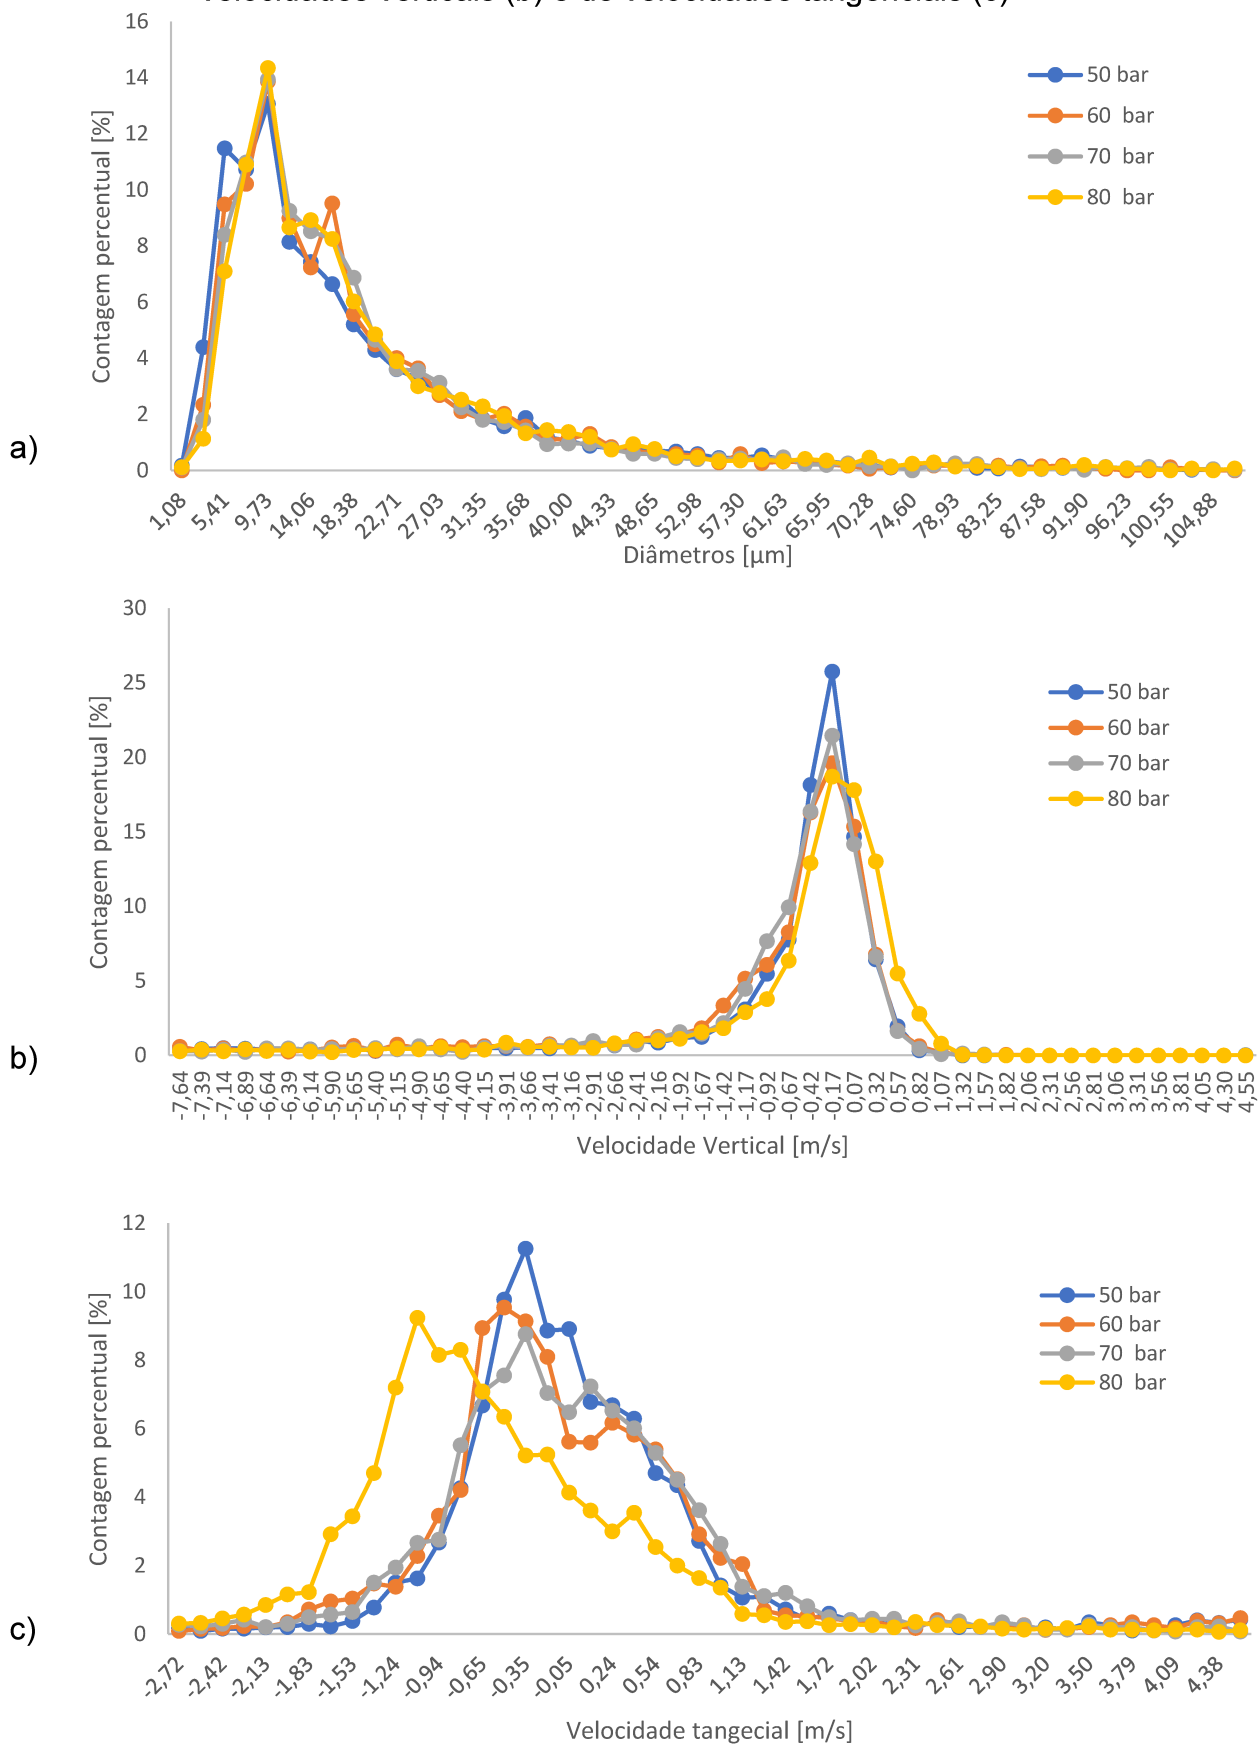 velocidades verticais (b) e de velocidades tangenciais (c)
16
14
12
10
8
6
4
2
0
Contagem percentual [%]
50 bar
60 bar
70 bar
80 bar
a)
1,08 5,41 9,73 14,06 18,38 22,71 27,03 31,35 35,68 40,00 44,33 48,65 52,98 57,30 61,63 65,95 70,28 74,60 78,93 83,25 87,58 91,90 96,23 100,55 104,88
Diâmetros [µm]
30
25
20
15
10
5
0
Contagem percentual [%]
50 bar
60 bar
70 bar
80 bar
b)
-7,64 -7,39 -7,14 -6,89 -6,64 -6,39 -6,14 -5,90 -5,65 -5,40 -5,15 -4,90 -4,65 -4,40 -4,15 -3,91 -3,66 -3,41 -3,16 -2,91 -2,66 -2,41 -2,16 -1,92 -1,67 -1,42 -1,17 -0,92 -0,67 -0,42 -0,17 0,07 0,32 0,57 0,82 1,07 1,32 1,57 1,82 2,06 2,31 2,56 2,81 3,06 3,31 3,56 3,81 4,05 4,30 4,55
Velocidade Vertical [m/s]
12
10
8
6
4
2
0
Contagem percentual [%]
50 bar
60 bar
70 bar
80 bar
c)
-2,72 -2,42 -2,13 -1,83 -1,53 -1,24 -0,94 -0,65 -0,35 -0,05 0,24 0,54 0,83 1,13 1,42 1,72 2,02 2,31 2,61 2,90 3,20 3,50 3,79 4,09 4,38
Velocidade tangecial [m/s]